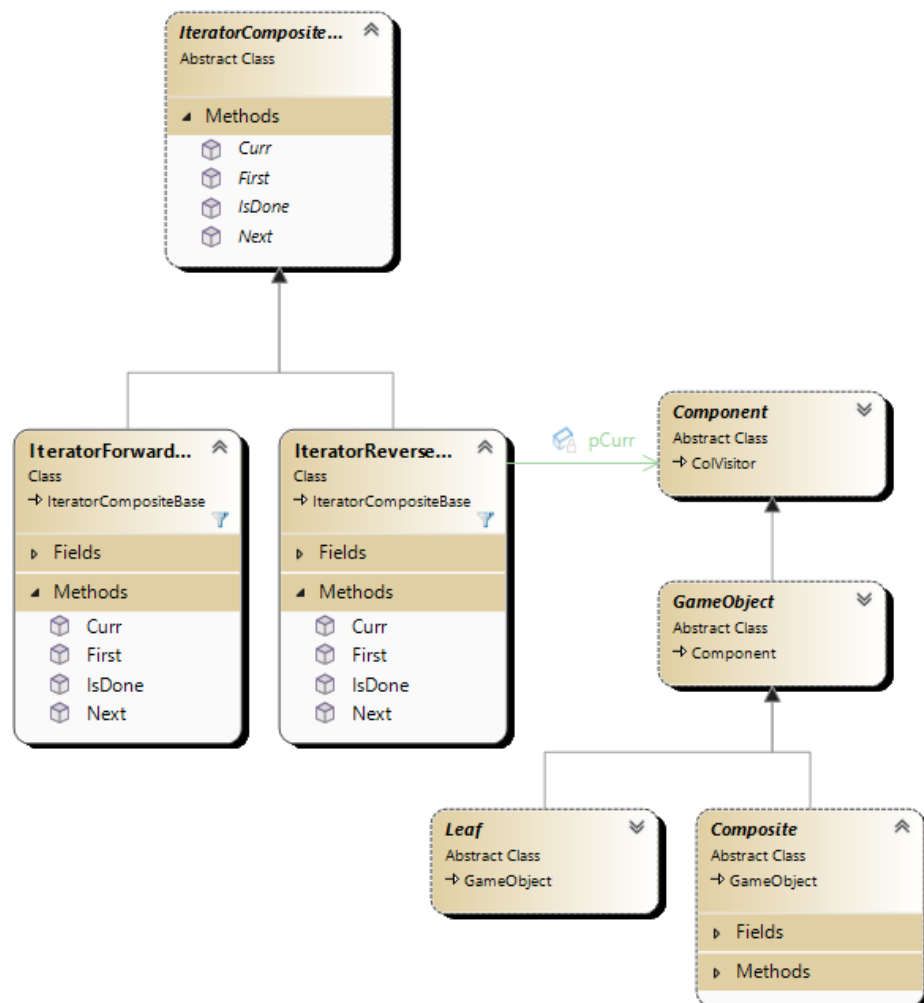 IteratorComposite...
Abstract Class
Methods
Curr
First
IsDone
Next
IteratorForward...
Class
IteratorCompositeBase
Fields
Methods
Curr
First
IsDone
Next
IteratorReverse...
Class
IteratorCompositeBase
Fields
Methods
Curr
First
IsDone
Next
pCurr
Component
Abstract Class
ColVisitor
GameObject
Abstract Class
Component
Leaf
Abstract Class
GameObject
Composite
Abstract Class
GameObject
Fields
Methods